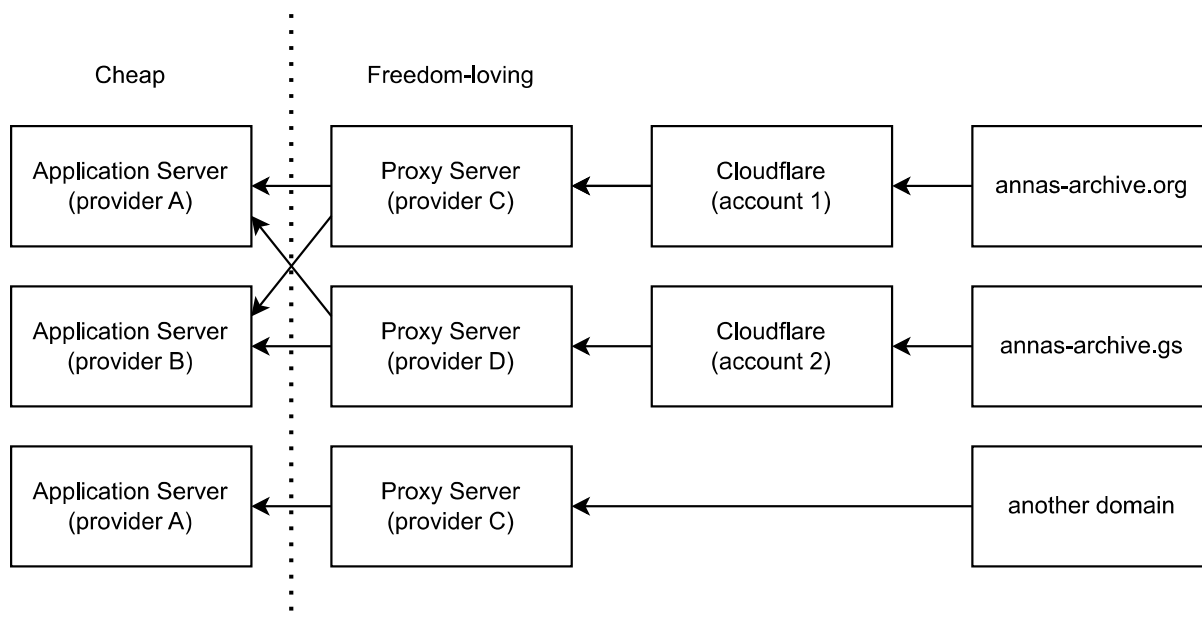 Cheap
Freedom-loving
Application Server
(provider A)
Proxy Server
(provider C)
Cloudflare
(account 1)
annas-archive.org
Application Server
(provider B)
Proxy Server
(provider D)
Cloudflare
(account 2)
annas-archive.gs
Application Server
(provider A)
Proxy Server
(provider C)
another domain